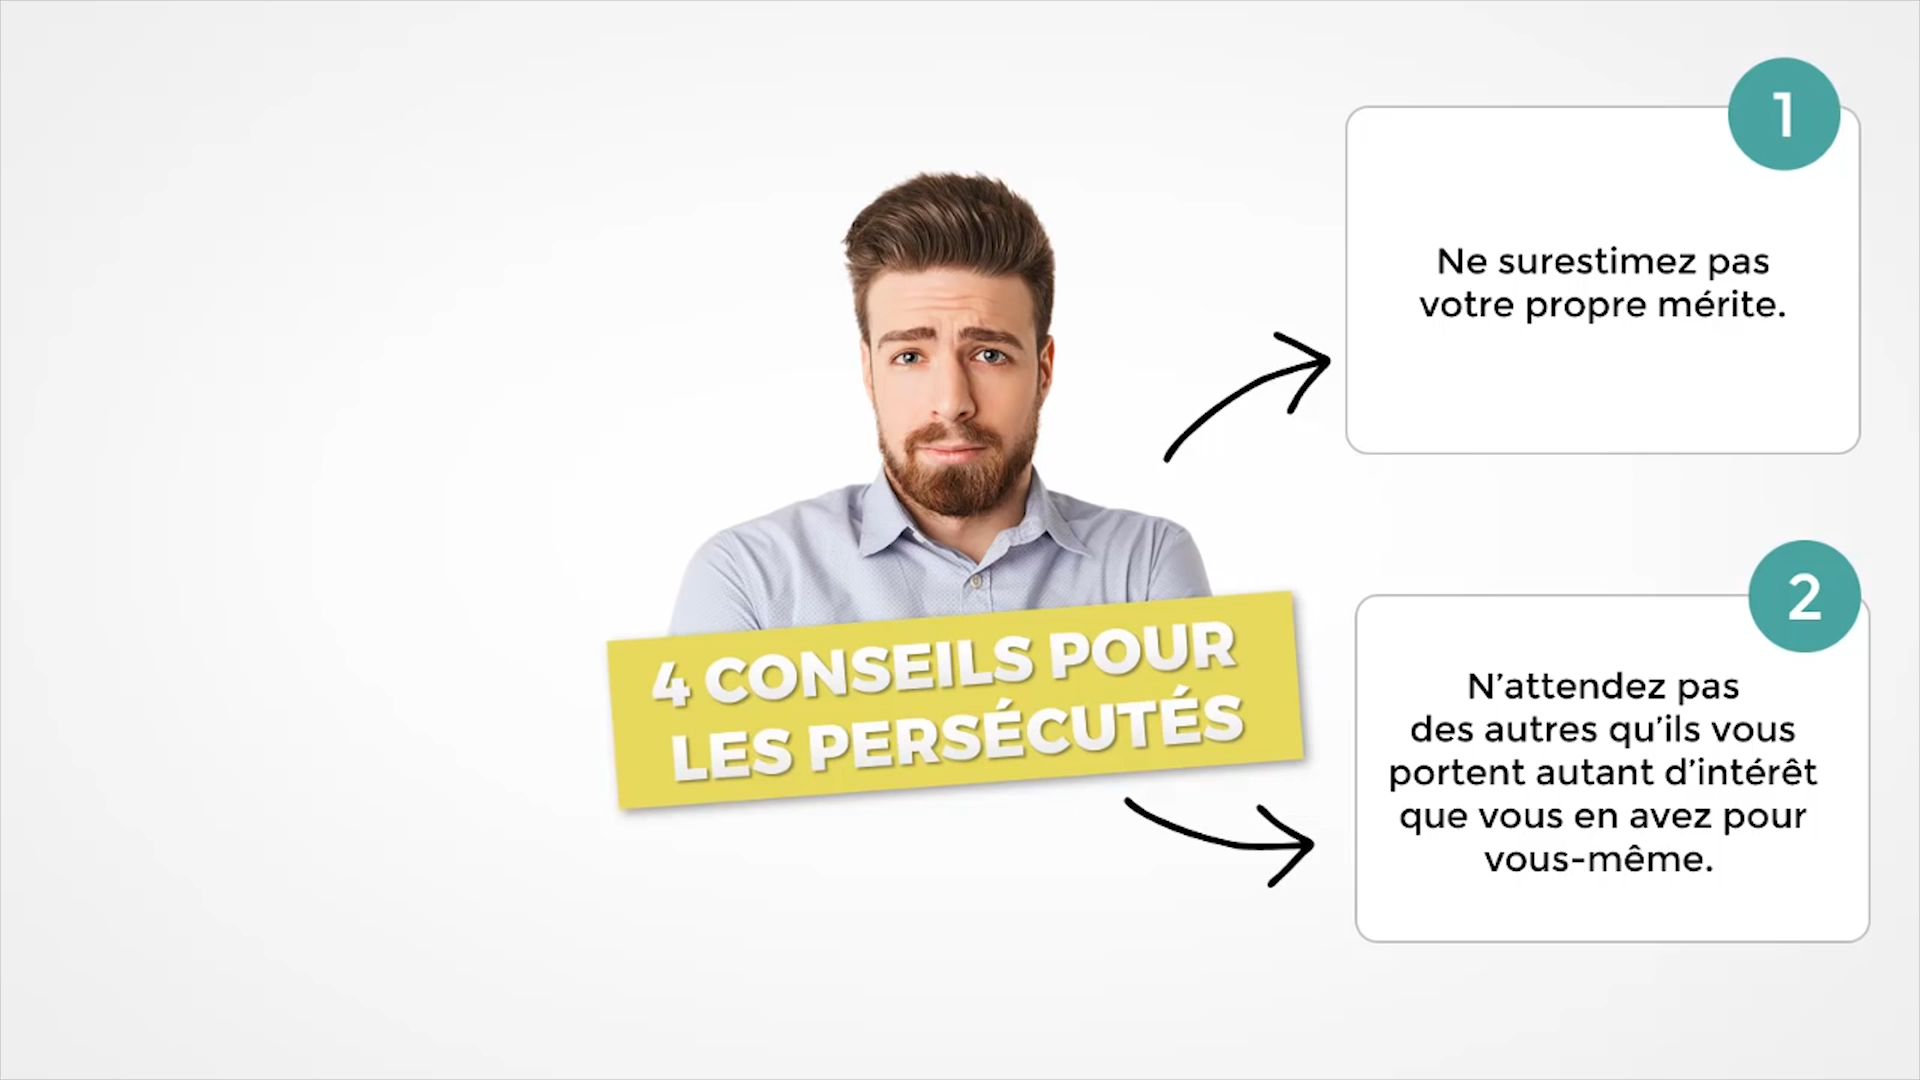 4 CONSEILS POUR
LES PERSÉCUTÉS
1
Ne surestimez pas
votre propre mérite.
2
N’attendez pas
des autres qu’ils vous
portent autant d’intérêt
que vous en avez pour
vous-même.